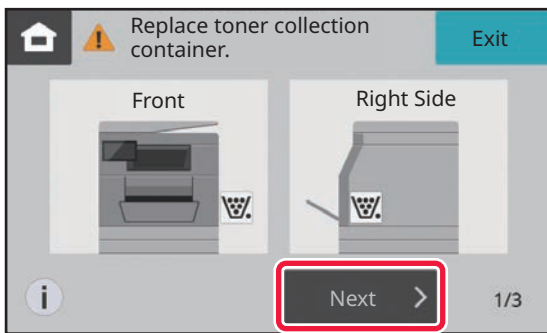 Replace toner collection
container.
Exit
Front
Right Side
i
Next
1/3